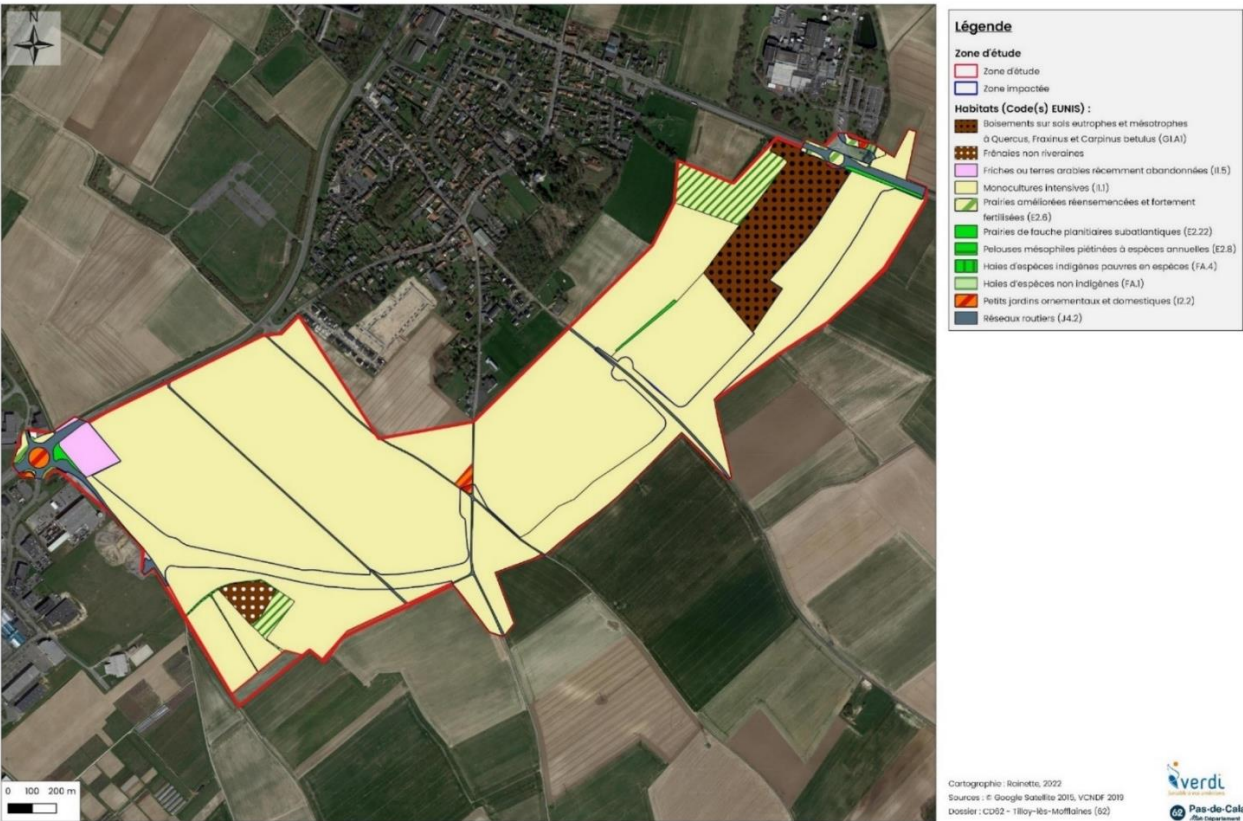 N
0 100 200 m
Légende
Zone d'étude
Zone d'étude
Zone impactée
Habitats (Code(s) EUNIS) :
Boisements sur sols eutrophes et mésotrophes
à Quercus, Fraxinus et Carpinus betulus (G1.A1)
Frênaies non riveraines
Friches ou terres arables récemment abandonnées (I1.5)
Monocultures intensives (I1.1)
Prairies améliorées réensemencées et fortement
fertilisées (E2.6)
Prairies de fauche planitiaires subatlantiques (E2.22)
Pelouses mésophiles piétinées à espèces annuelles (E2.8)
Haies d'espèces indigènes pauvres en espèces (FA.4)
Haies d'espèces non indigènes (FA.1)
Petits jardins ornementaux et domestiques (I2.2)
Réseaux routiers (J4.2)
Cartographie : Rainette, 2022
Sources : © Google Satellite 2015, VCNDF 2019
Dossier : CD62 - Tilloy-lès-Mofflaines (62)
verdi
62 Pas-de-Cala
Mon Département